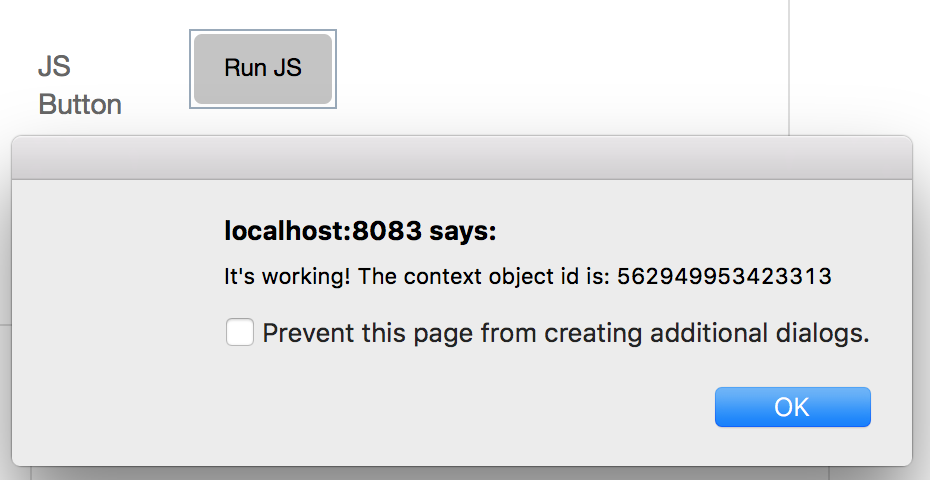 JS
Button
Run JS
localhost:8083 says:
It's working! The context object id is: 562949953423313
Prevent this page from creating additional dialogs.
OK